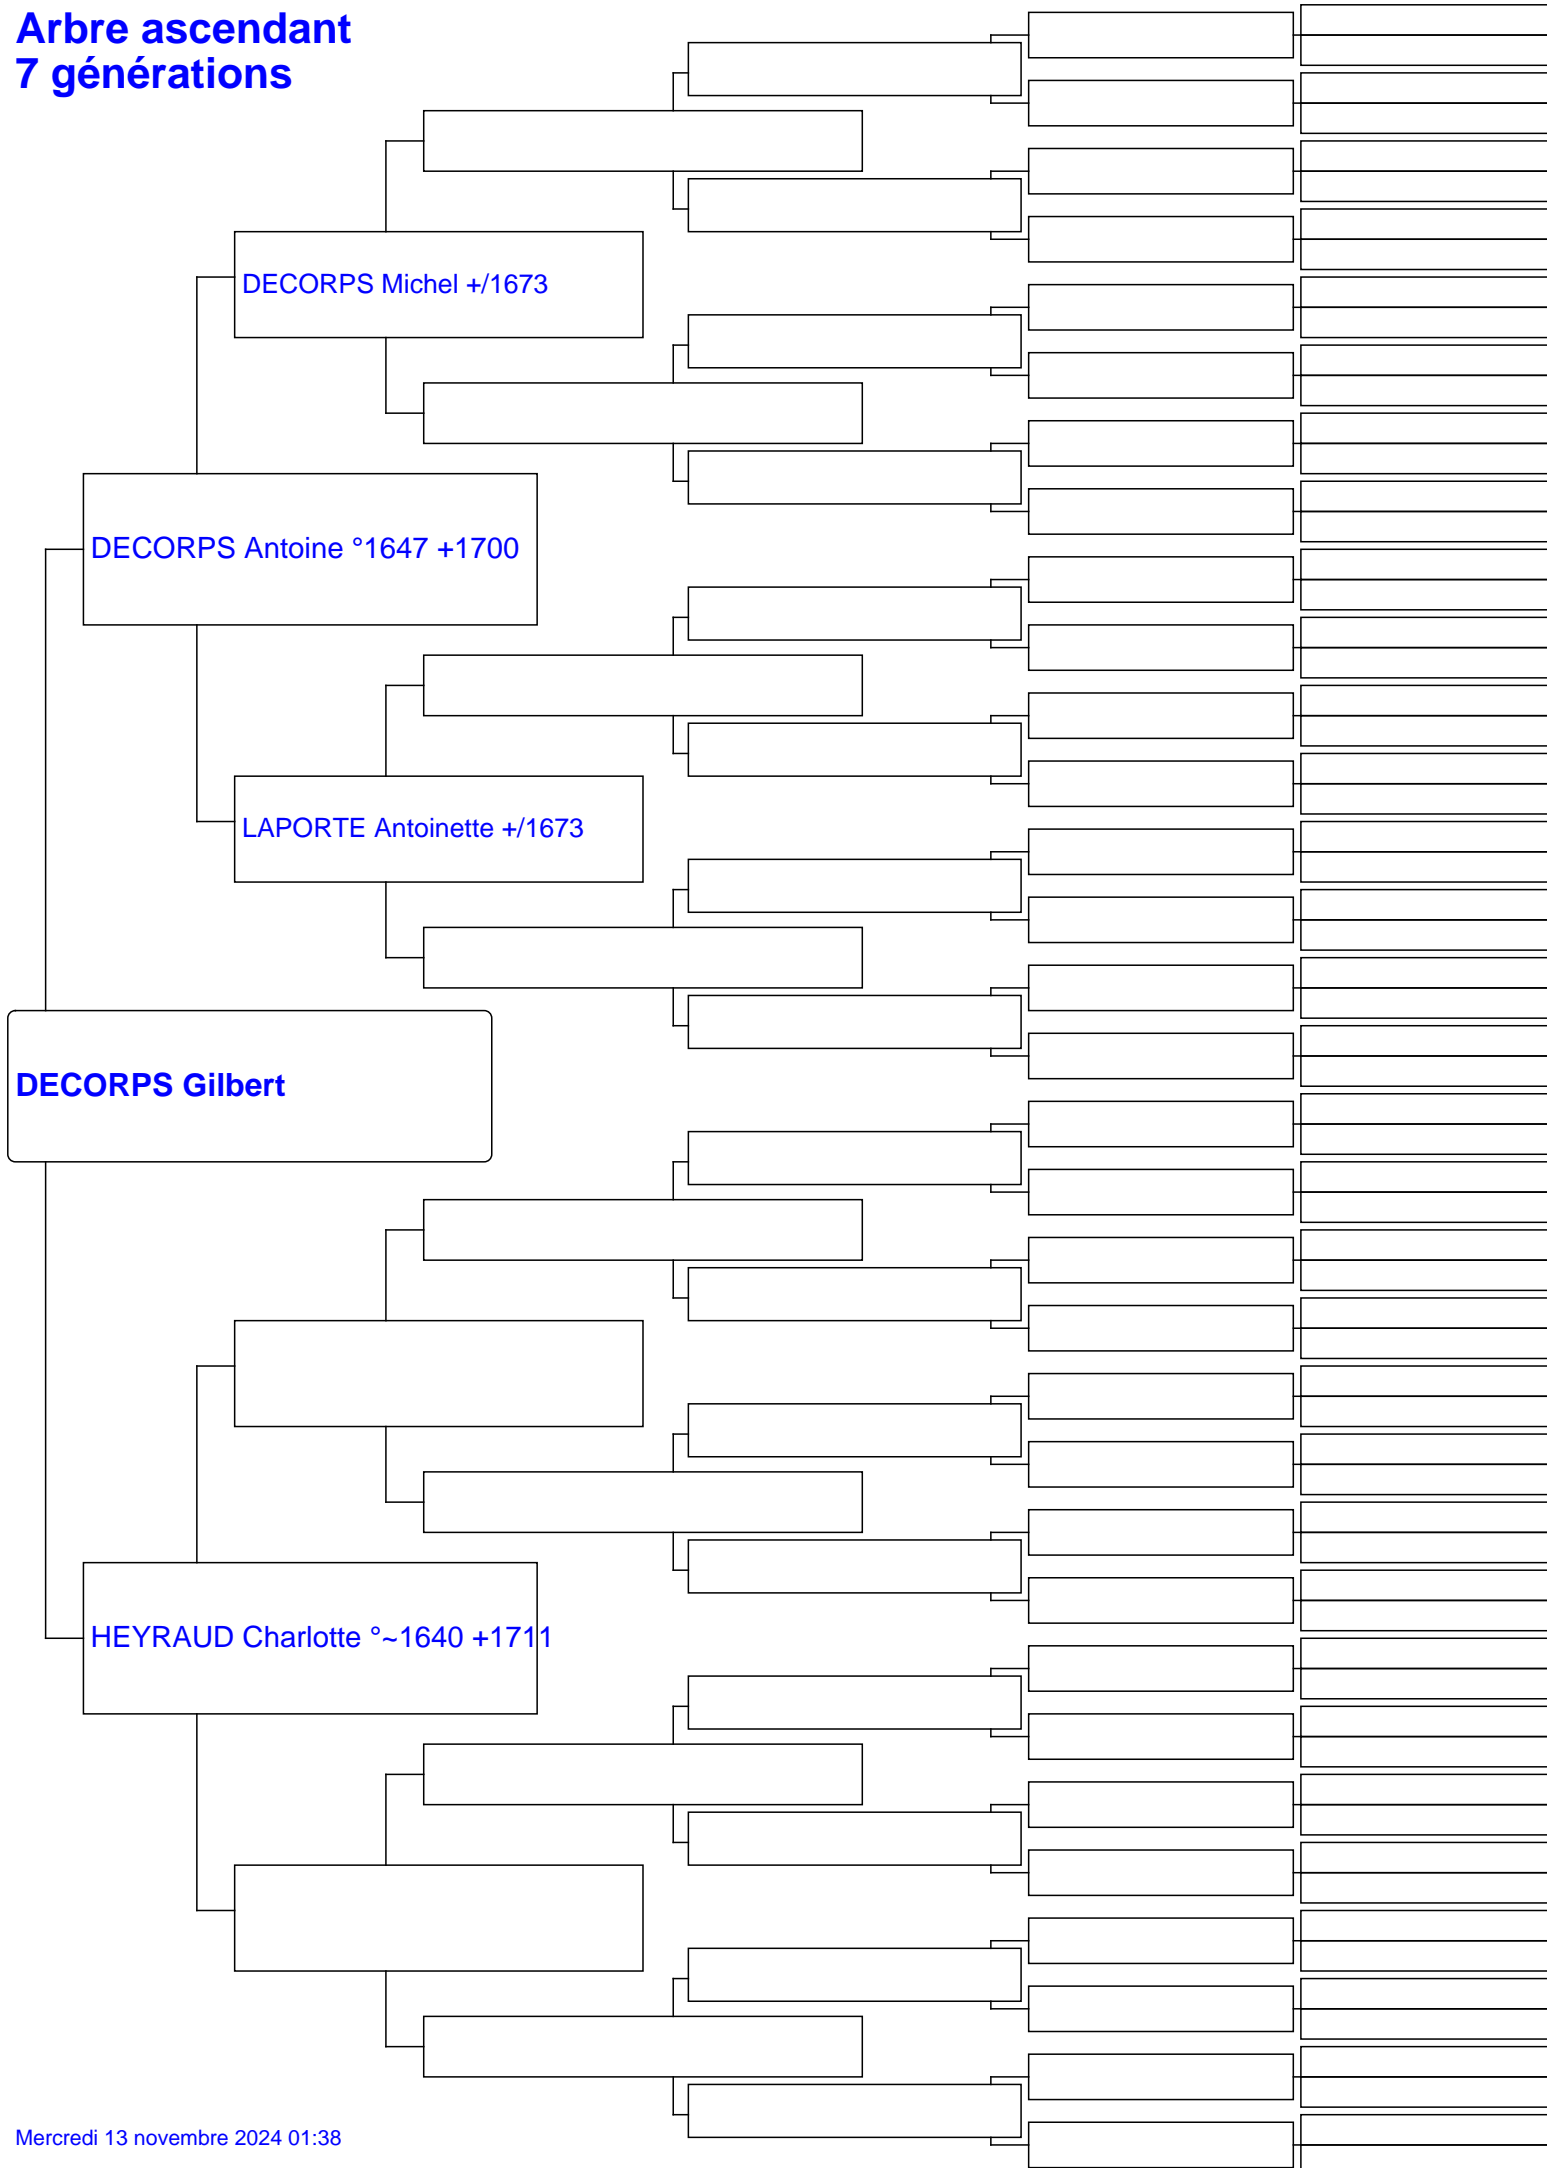 Arbre ascendant
7 générations
DECORPS Michel +/1673
DECORPS Antoine °1647 +1700
LAPORTE Antoinette +/1673
DECORPS Gilbert
HEYRAUD Charlotte °~1640 +1711
Mercredi 13 novembre 2024 01:38